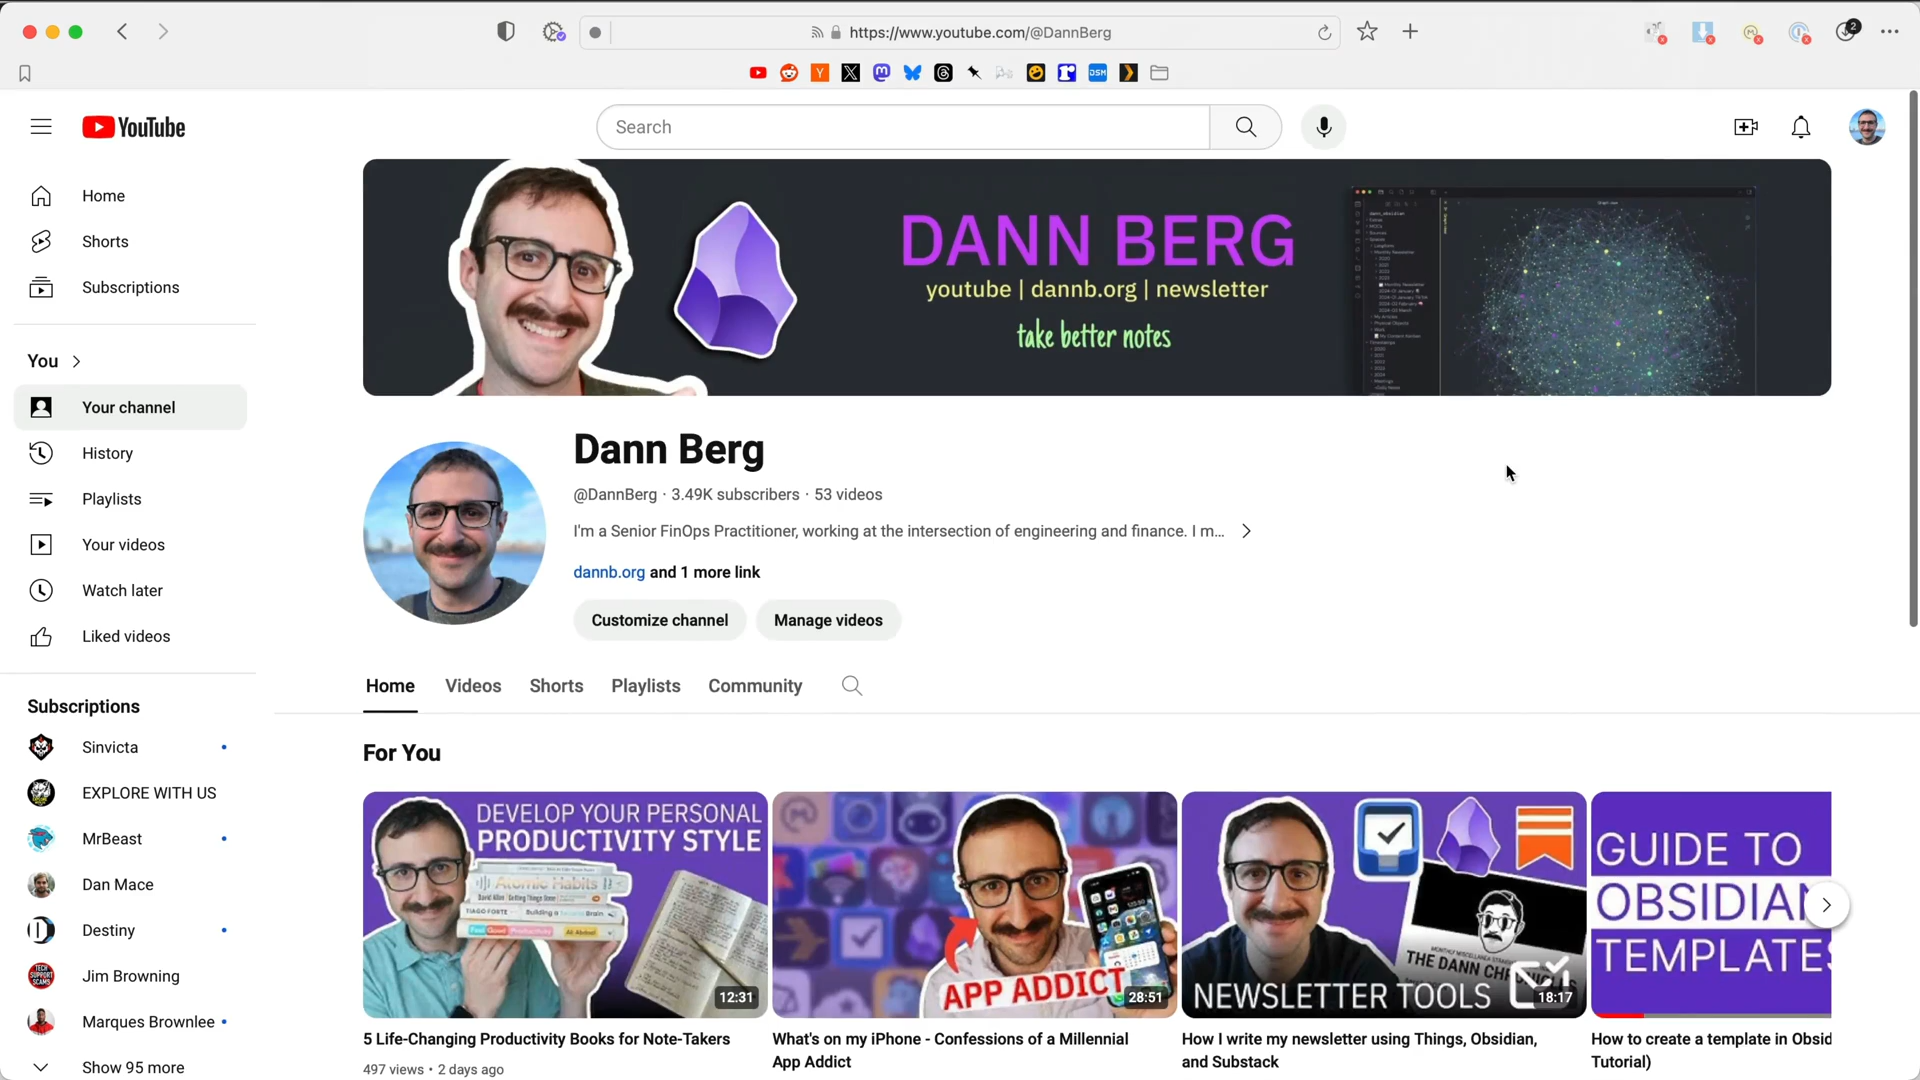 https://www.youtube.com/@DannBerg
2
DSM
YouTube
Search
Home
Shorts
Subscriptions
You
Your channel
History
Playlists
Your videos
Watch later
Liked videos
Subscriptions
Sinvicta
EXPLORE WITH US
MrBeast
Dan Mace
Destiny
Jim Browning
Marques Brownlee
Show 95 more
DANN BERG
youtube | dannb.org | newsletter
take better notes
Dann Berg
@DannBerg · 3.49K subscribers · 53 videos
I'm a Senior FinOps Practitioner, working at the intersection of engineering and finance. I m...
dannb.org and 1 more link
Customize channel
Manage videos
Home
Videos
Shorts
Playlists
Community
For You
DEVELOP YOUR PERSONAL
PRODUCTIVITY STYLE
Atomic Habits
12:31
5 Life-Changing Productivity Books for Note-Takers
497 views • 2 days ago
APP ADDICT
28:51
What's on my iPhone - Confessions of a Millennial
App Addict
THE DANN CHRONICLES
NEWSLETTER TOOLS
18:17
How I write my newsletter using Things, Obsidian,
and Substack
GUIDE TO
OBSIDIAN
TEMPLATES
How to create a template in Obsid
Tutorial)